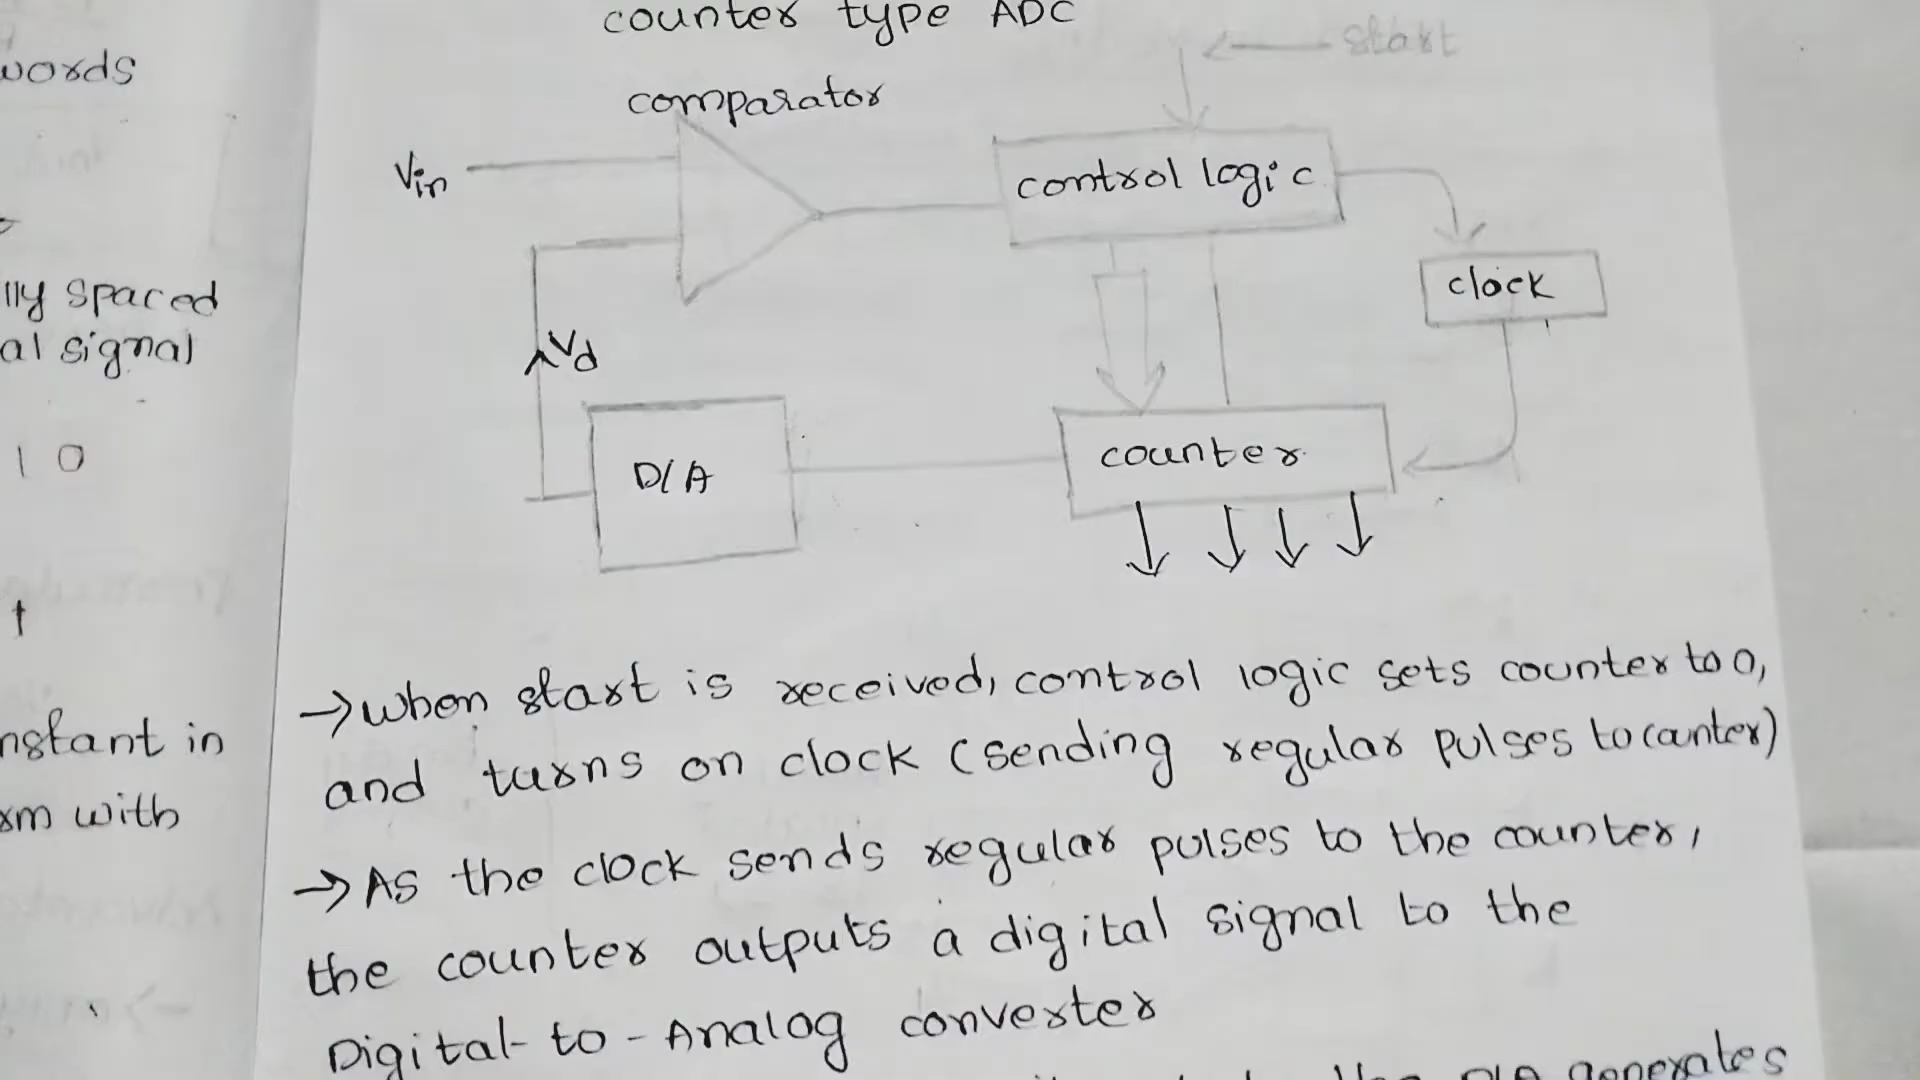 counter type ADC
start
words
comparator
Vin
control logic
lly spaced
clock
al signal
Vd
1 0
D/A
counter
t
→ when start is received, control logic sets counter to 0,
nstant in
and turns on clock (sending regular pulses to counter)
rm with
→ As the clock sends regular pulses to the counter,
the counter outputs a digital signal to the
Digital-to-Analog converter
the D/A generates